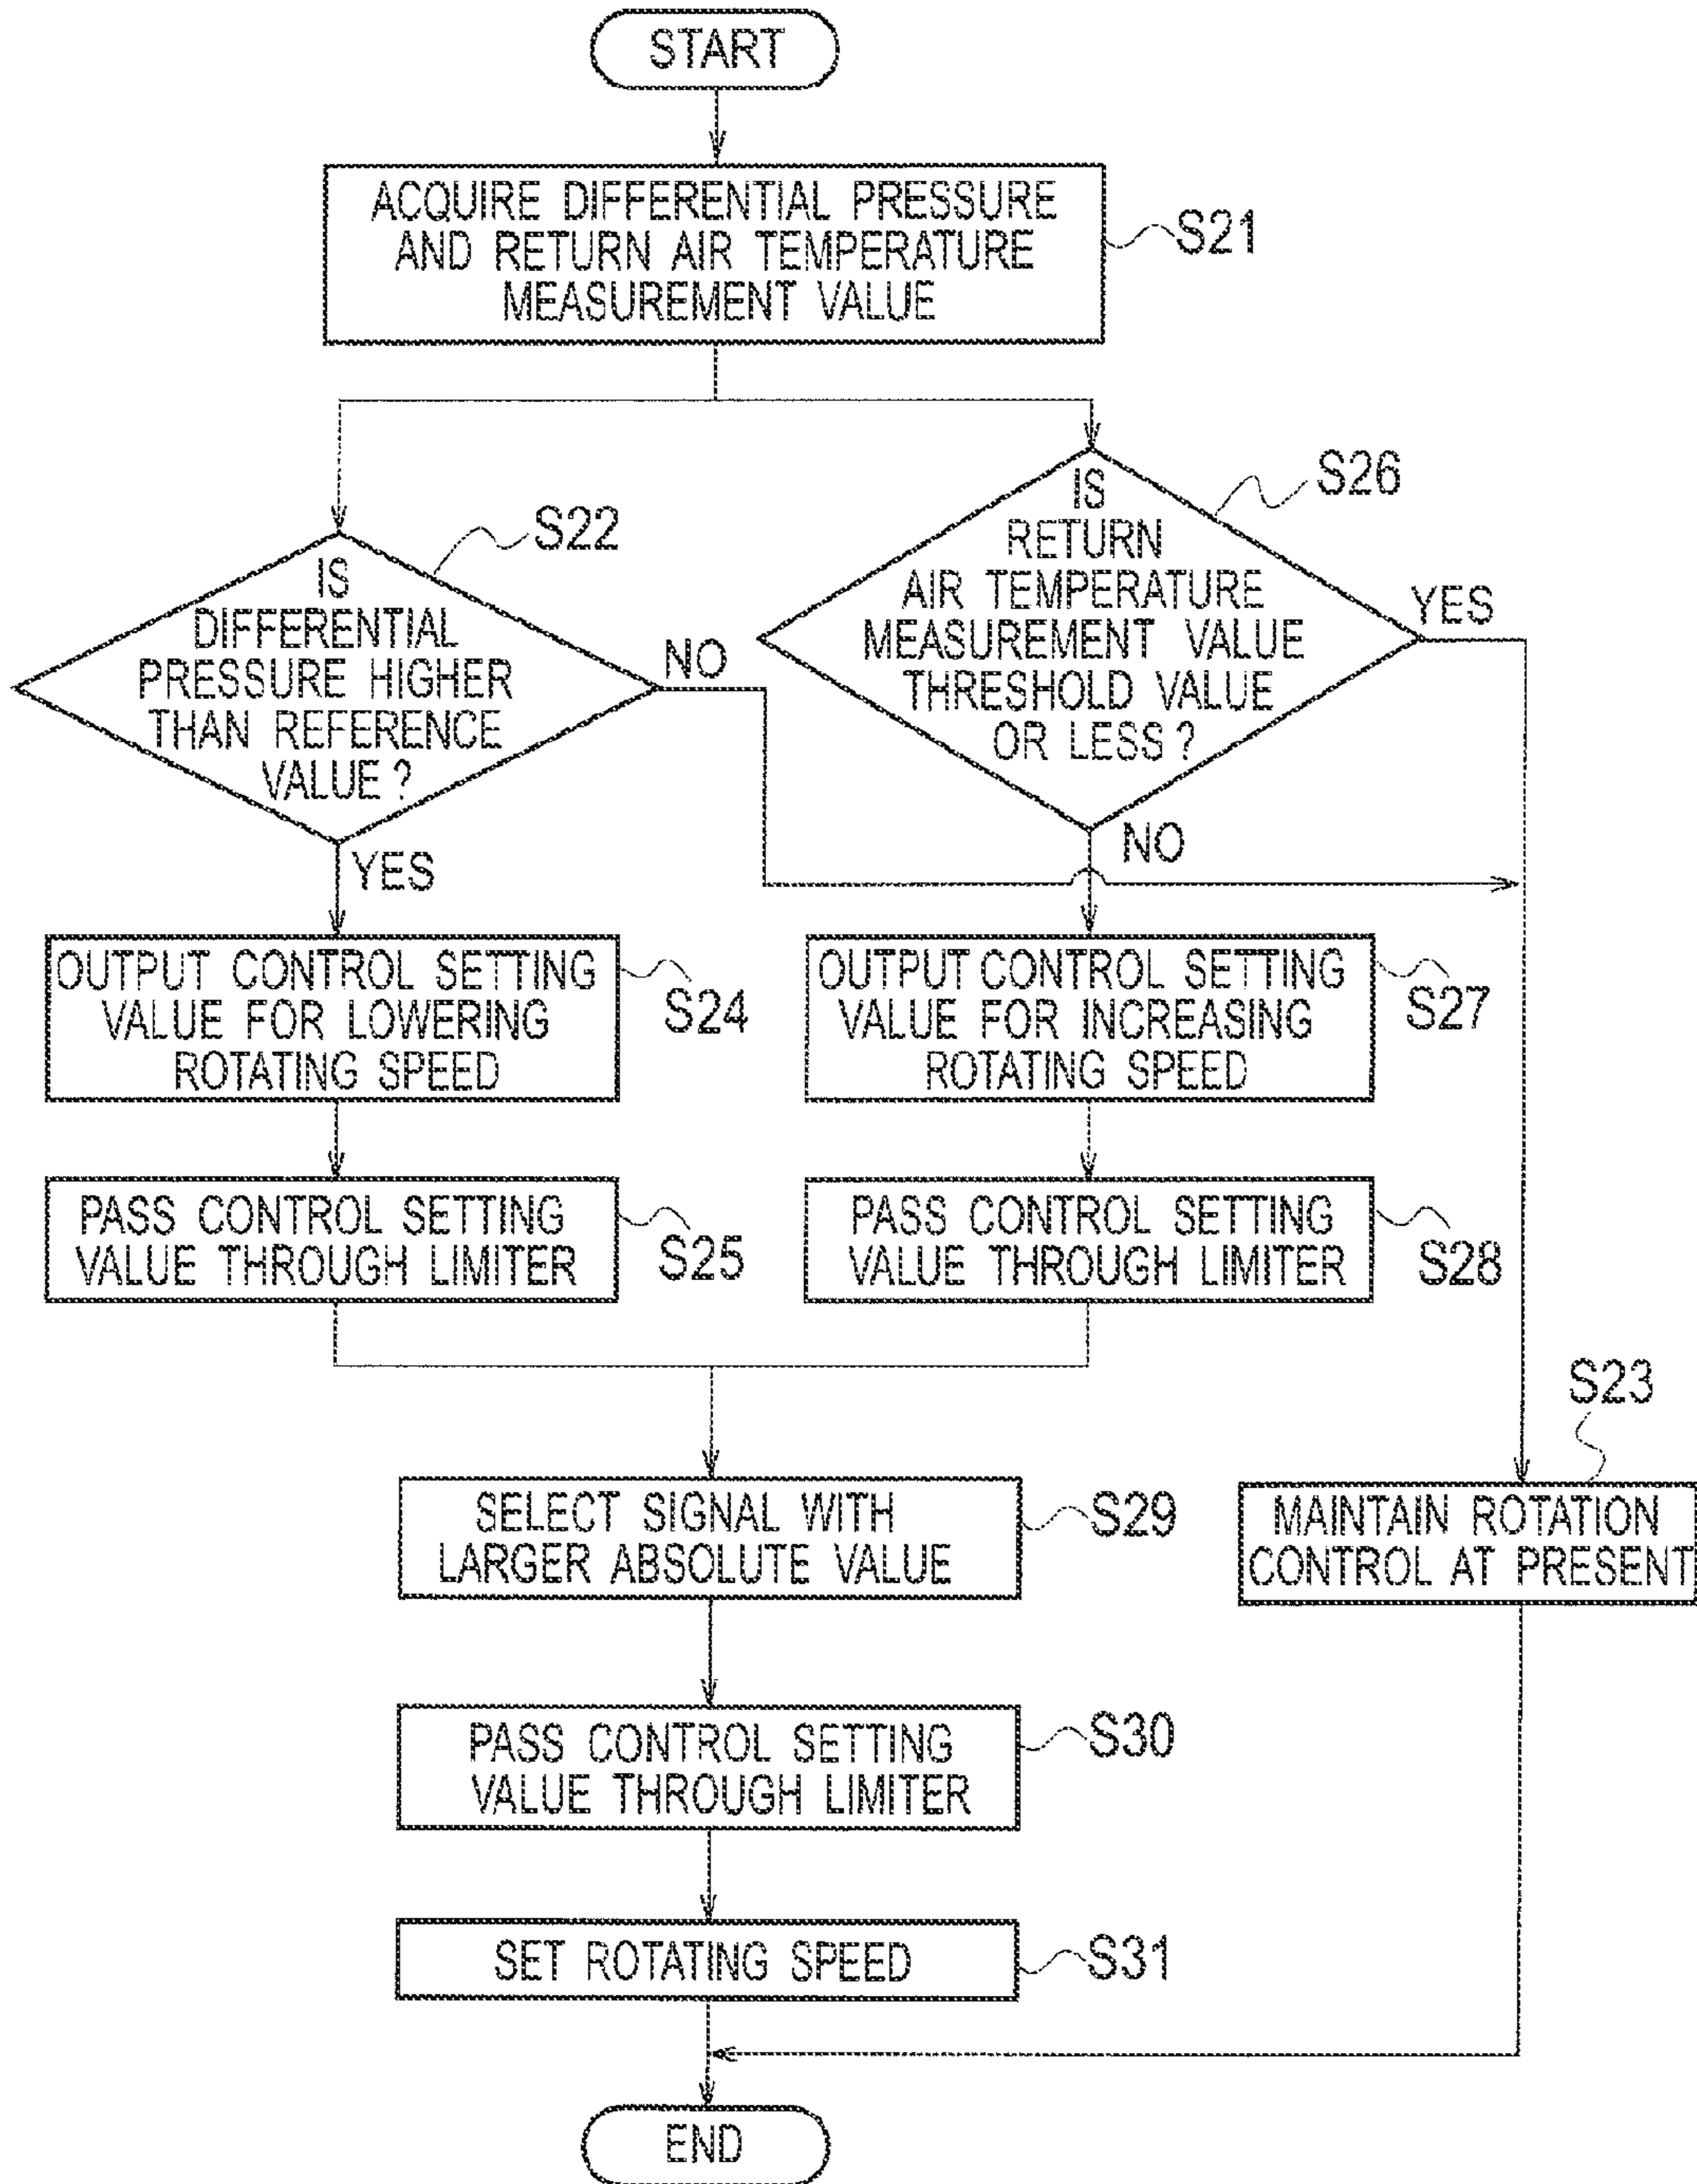 START
ACQUIRE DIFFERENTIAL PRESSURE
AND RETURN AIR TEMPERATURE
MEASUREMENT VALUE
S21
IS
DIFFERENTIAL
PRESSURE HIGHER
THAN REFERENCE
VALUE?
S22
NO
YES
IS
RETURN
AIR TEMPERATURE
MEASUREMENT VALUE
THRESHOLD VALUE
OR LESS?
S26
YES
NO
OUTPUT CONTROL SETTING
VALUE FOR LOWERING
ROTATING SPEED
S24
OUTPUT CONTROL SETTING
VALUE FOR INCREASING
ROTATING SPEED
S27
PASS CONTROL SETTING
VALUE THROUGH LIMITER
S25
PASS CONTROL SETTING
VALUE THROUGH LIMITER
S28
S23
MAINTAIN ROTATION
CONTROL AT PRESENT
SELECT SIGNAL WITH
LARGER ABSOLUTE VALUE
S29
PASS CONTROL SETTING
VALUE THROUGH LIMITER
S30
SET ROTATING SPEED
S31
END